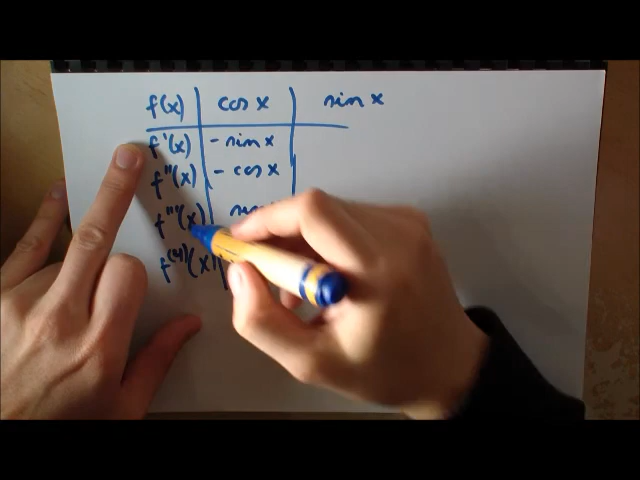 f(x) cos x sin x
f'(x) - sin x
f''(x) - cos x
f'''(x)
f⁽⁴⁾(x)